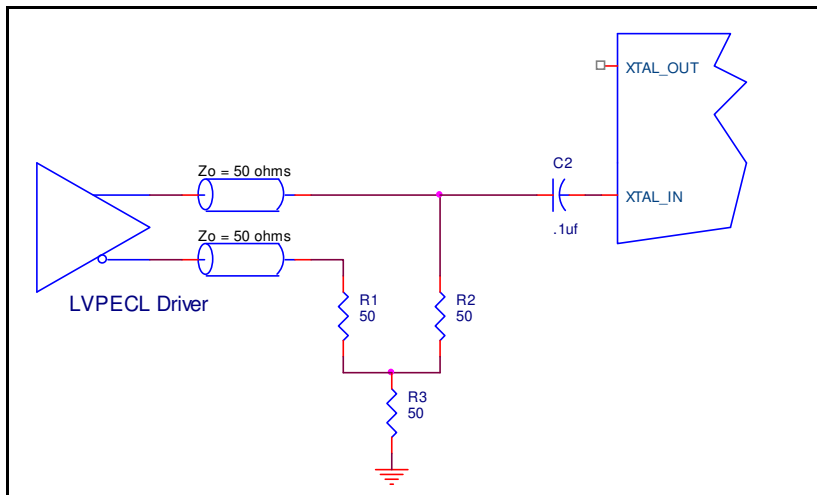 XTAL_OUT
C2
Zo = 50 ohms
XTAL_IN
.1uf
Zo = 50 ohms
LVPECL Driver
R1
50
R2
50
R3
50